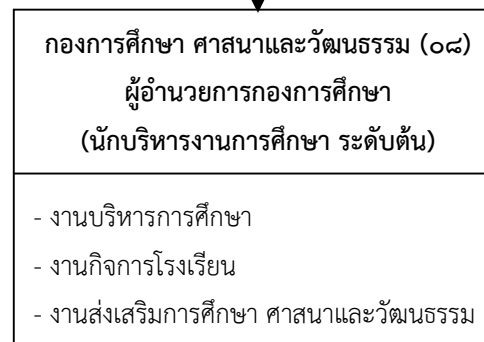 กองการศึกษา ศาสนาและวัฒนธรรม (๐๘)
ผู้อำนวยการกองการศึกษา
(นักบริหารงานการศึกษา ระดับต้น)
- งานบริหารการศึกษา
- งานกิจการโรงเรียน
- งานส่งเสริมการศึกษา ศาสนาและวัฒนธรรม